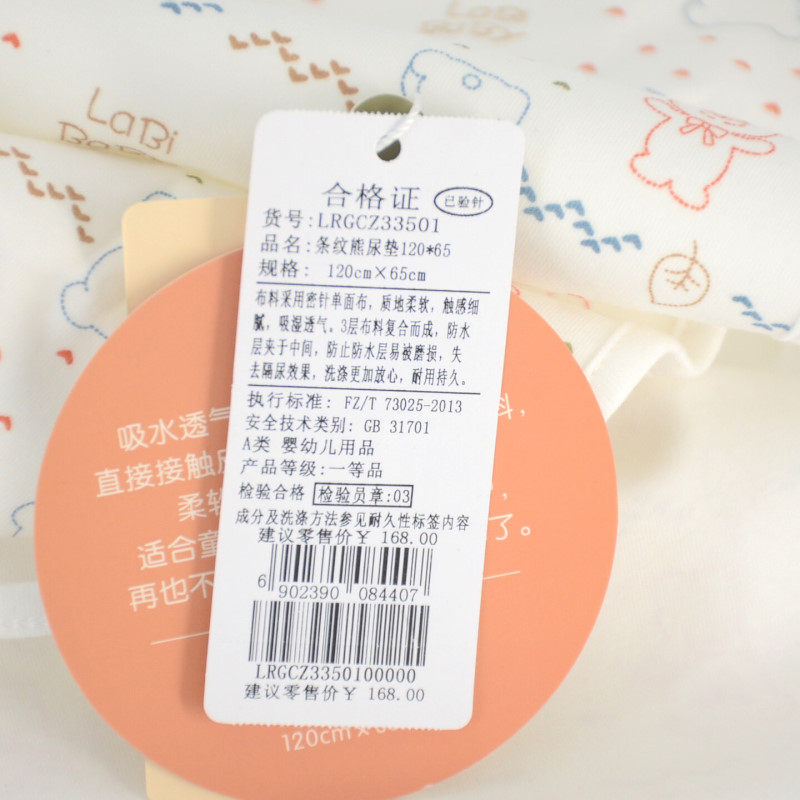 LaBi
合格证 已验针
货号:LRGCZ33501
品名:条纹熊尿垫120*65
规格: 120cm×65cm
布料采用密针单面布，质地柔软，触感细
腻，吸湿透气。3层布料复合而成，防水
层夹于中间，防止防水层易被磨损，失
去隔尿效果，洗涤更加放心，耐用持久。
执行标准: FZ/T 73025-2013
安全技术类别: GB 31701
A类 婴幼儿用品
产品等级:一等品
检验合格 检验员章:03
成分及洗涤方法参见耐久性标签内容
建议零售价￥ 168.00
6 902390 084407
LRGCZ3350100000
建议零售价￥ 168.00
吸水透气
料，
直接接触
柔软
，
适合童
了。
再也不
120cm×6